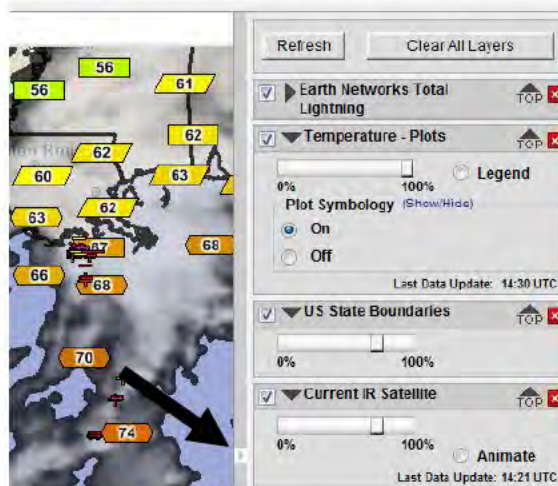 Refresh
Clear All Layers
Earth Networks Total
Lightning
TOP
Temperature - Plots
TOP
0%
100%
Legend
Plot Symbology (Show/Hide)
On
Off
Last Data Update: 14:30 UTC
US State Boundaries
TOP
0%
100%
Current IR Satellite
TOP
0%
100%
Animate
Last Data Update: 14:21 UTC
56
56
61
62
62
60
63
62
63
67
68
66
68
70
74